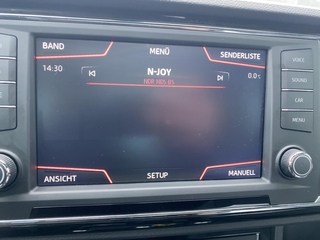 BAND
MENÜ
SENDERLISTE
14:30
N-JOY
0.0
ANSICHT
SETUP
MANUELL
VOICE
SOUND
CAR
MENU